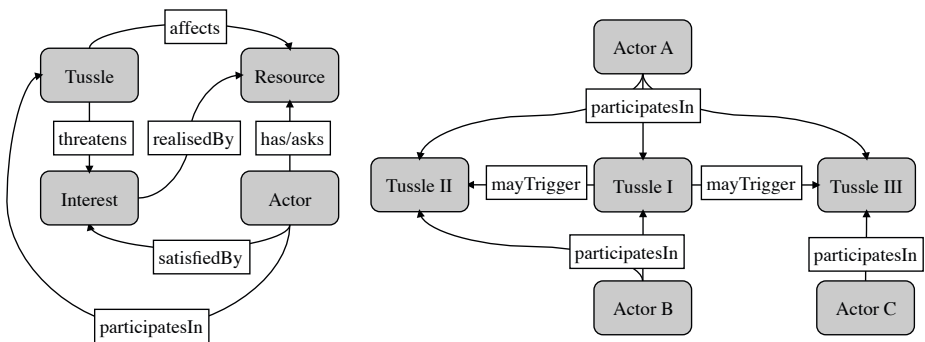 affects
Tussle
Resource
threatens
realisedBy
has/asks
Interest
Actor
satisfiedBy
participatesIn
Actor A
participatesIn
Tussle II
mayTrigger
Tussle I
mayTrigger
Tussle III
participatesIn
participatesIn
Actor B
Actor C